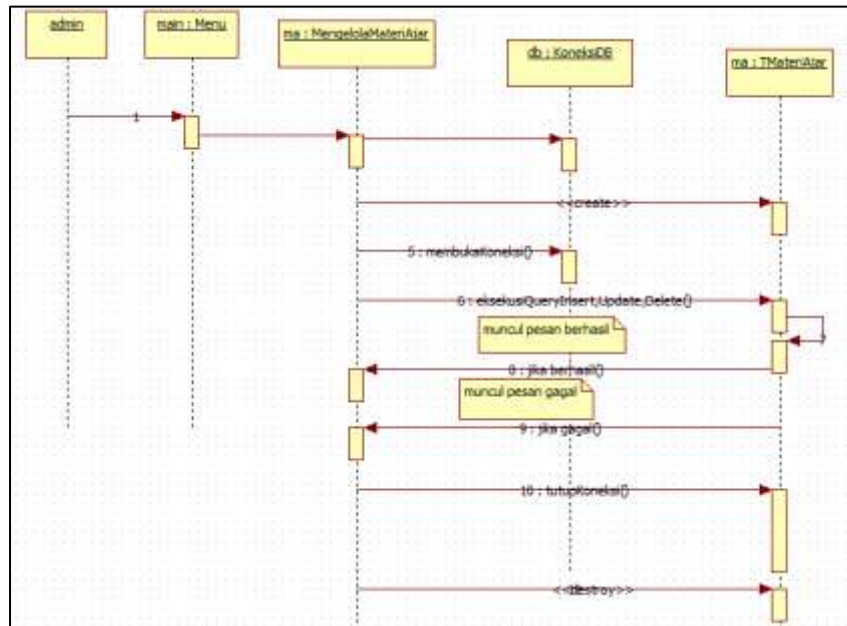 admin
main : Menu
ma : MengelolaMateriAjar
db : KoneksiDB
ma : TMateriAjar
1
<<create>>
5 : membukaKoneksi()
6 : eksekusiQueryInsert,Update,Delete()
muncul pesan berhasil
8 : jika berhasil()
muncul pesan gagal
9 : jika gagal()
10 : tutupKoneksi()
<<destroy>>